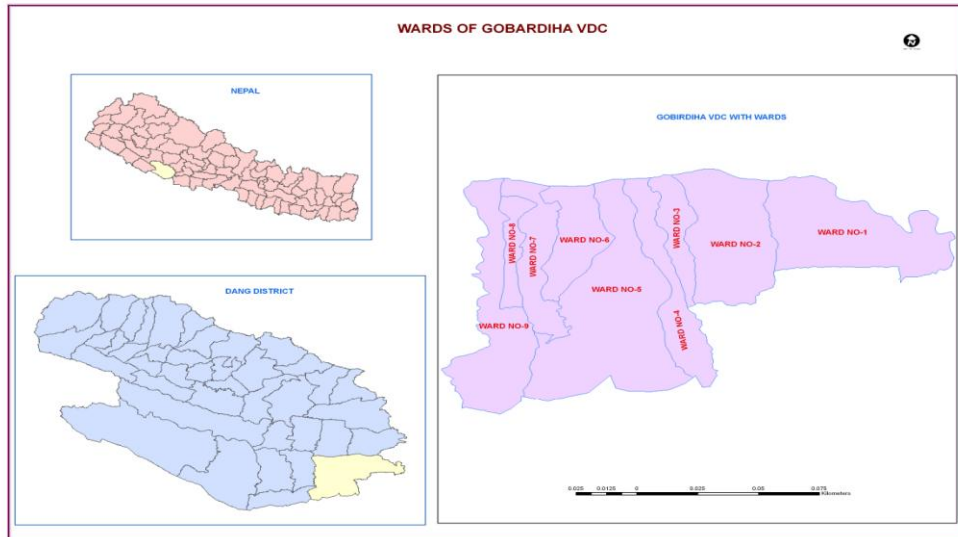 WARDS OF GOBARDIHA VDC
NEPAL
DANG DISTRICT
GOBIRDIHA VDC WITH WARDS
WARD NO-8
WARD NO-7
WARD NO-6
WARD NO-3
WARD NO-2
WARD NO-1
WARD NO-5
WARD NO-9
WARD NO-4
0.025 0.0125 0 0.025 0.05 0.075
Kilometers